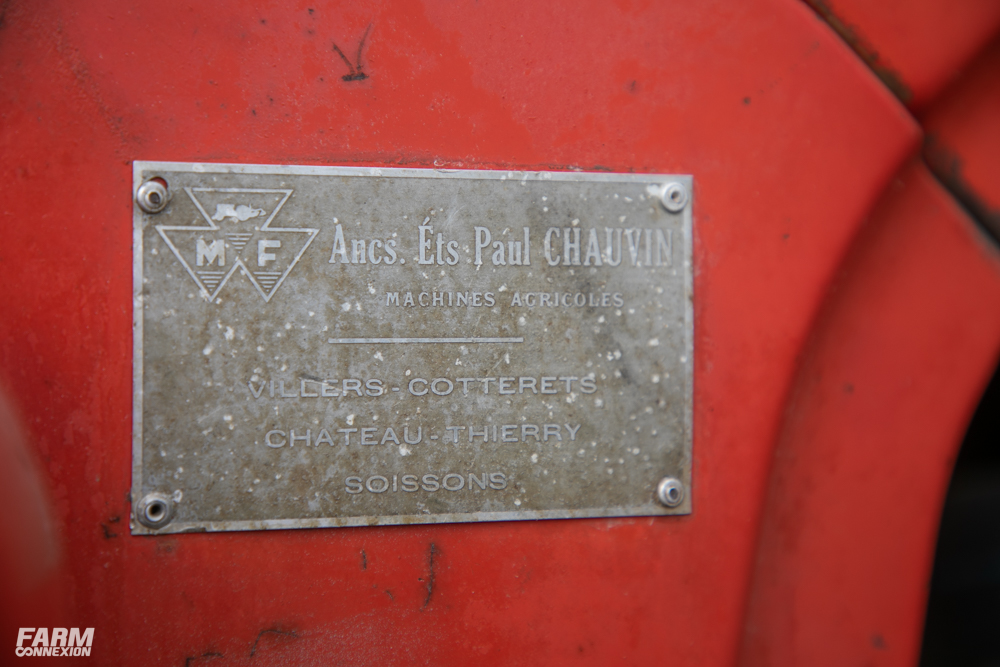 M F
Ancs. Éts Paul CHAUVIN
MACHINES AGRICOLES
VILLERS-COTTERETS
CHATEAU-THIERRY
SOISSONS
FARM
CONNEXION